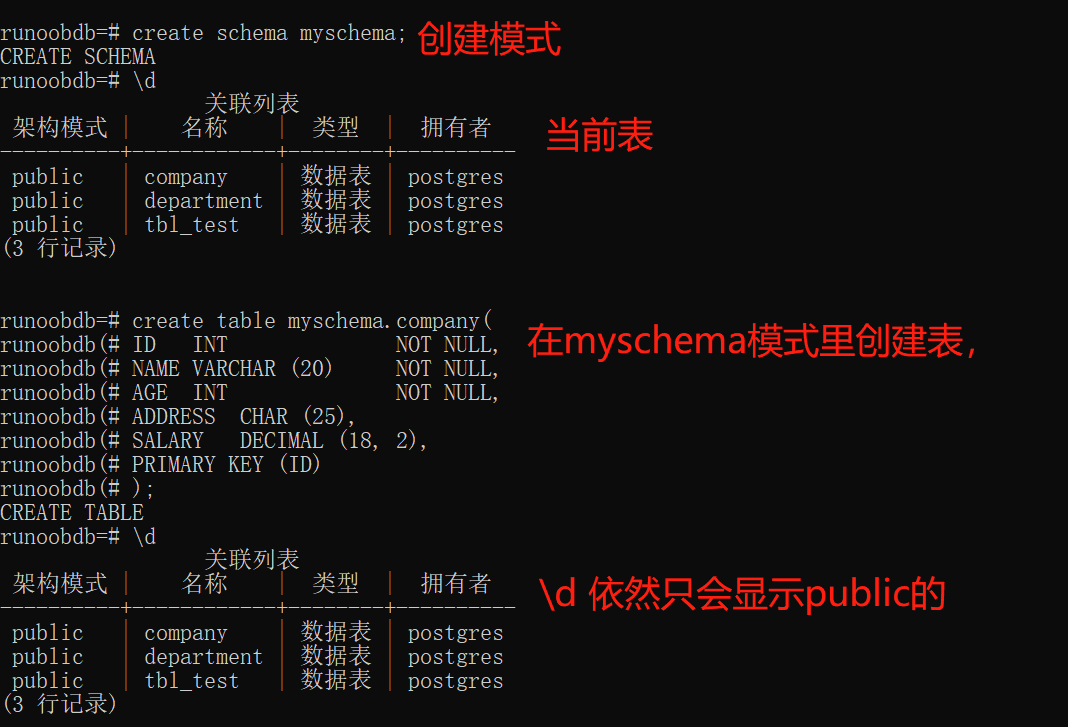 runoobdb=# create schema myschema; 创建模式
CREATE SCHEMA
runoobdb=# \d
关联列表
架构模式 | 名称 | 类型 | 拥有者 当前表
----------+------------+--------+----------
public | company | 数据表 | postgres
public | department | 数据表 | postgres
public | tbl_test | 数据表 | postgres
(3 行记录)
runoobdb=# create table myschema.company(
runoobdb(# ID INT NOT NULL, 在myschema模式里创建表，
runoobdb(# NAME VARCHAR (20) NOT NULL,
runoobdb(# AGE INT NOT NULL,
runoobdb(# ADDRESS CHAR (25),
runoobdb(# SALARY DECIMAL (18, 2),
runoobdb(# PRIMARY KEY (ID)
runoobdb(# );
CREATE TABLE
runoobdb=# \d
关联列表
架构模式 | 名称 | 类型 | 拥有者 \d 依然只会显示public的
----------+------------+--------+----------
public | company | 数据表 | postgres
public | department | 数据表 | postgres
public | tbl_test | 数据表 | postgres
(3 行记录)